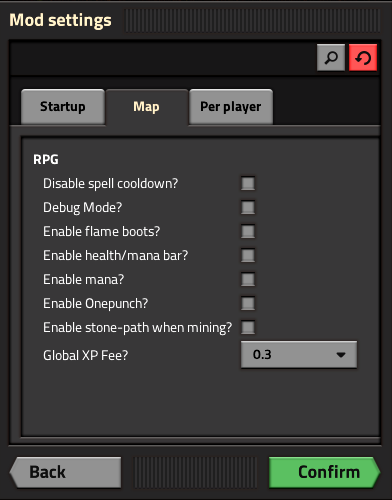 Mod settings
Startup
Map
Per player
RPG
Disable spell cooldown?
Debug Mode?
Enable flame boots?
Enable health/mana bar?
Enable mana?
Enable Onepunch?
Enable stone-path when mining?
Global XP Fee?
0.3
Back
Confirm